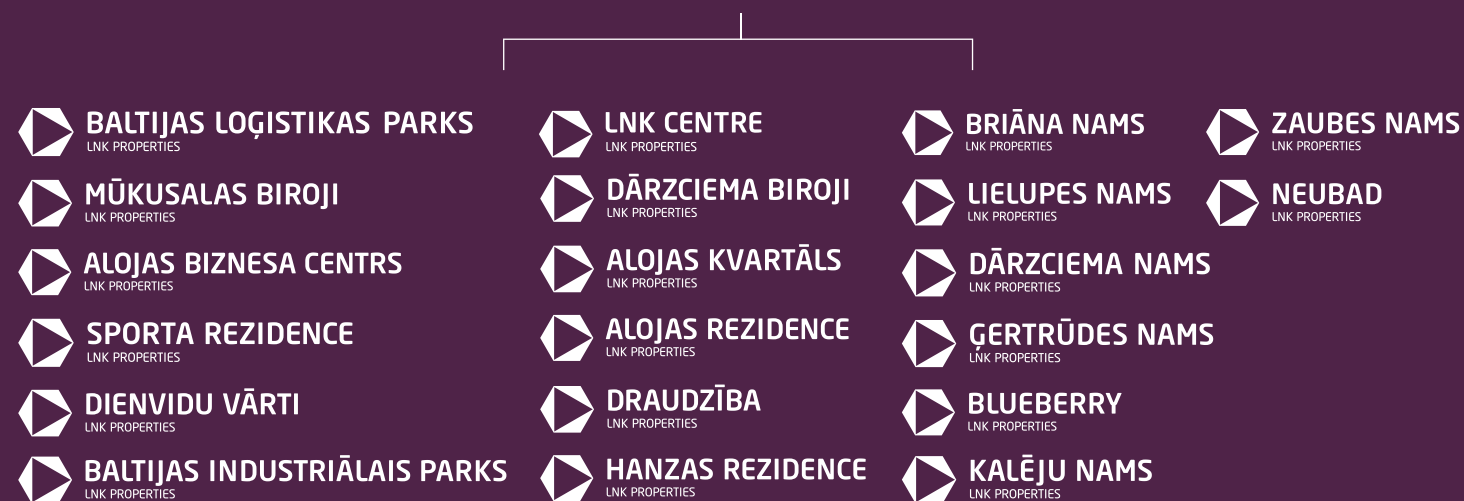 BALTIJAS LOĢISTIKAS PARKS
LNK PROPERTIES
MŪKUSALAS BIROJI
LNK PROPERTIES
ALOJAS BIZNESA CENTRS
LNK PROPERTIES
SPORTA REZIDENCE
LNK PROPERTIES
DIENVIDU VĀRTI
LNK PROPERTIES
BALTIJAS INDUSTRIĀLAIS PARKS
LNK PROPERTIES
LNK CENTRE
LNK PROPERTIES
DĀRZCIEMA BIROJI
LNK PROPERTIES
ALOJAS KVARTĀLS
LNK PROPERTIES
ALOJAS REZIDENCE
LNK PROPERTIES
DRAUDZĪBA
LNK PROPERTIES
HANZAS REZIDENCE
LNK PROPERTIES
BRIĀNA NAMS
LNK PROPERTIES
LIELUPES NAMS
LNK PROPERTIES
DĀRZCIEMA NAMS
LNK PROPERTIES
ĢERTRŪDES NAMS
LNK PROPERTIES
BLUEBERRY
LNK PROPERTIES
KALĒJU NAMS
LNK PROPERTIES
ZAUBES NAMS
LNK PROPERTIES
NEUBAD
LNK PROPERTIES